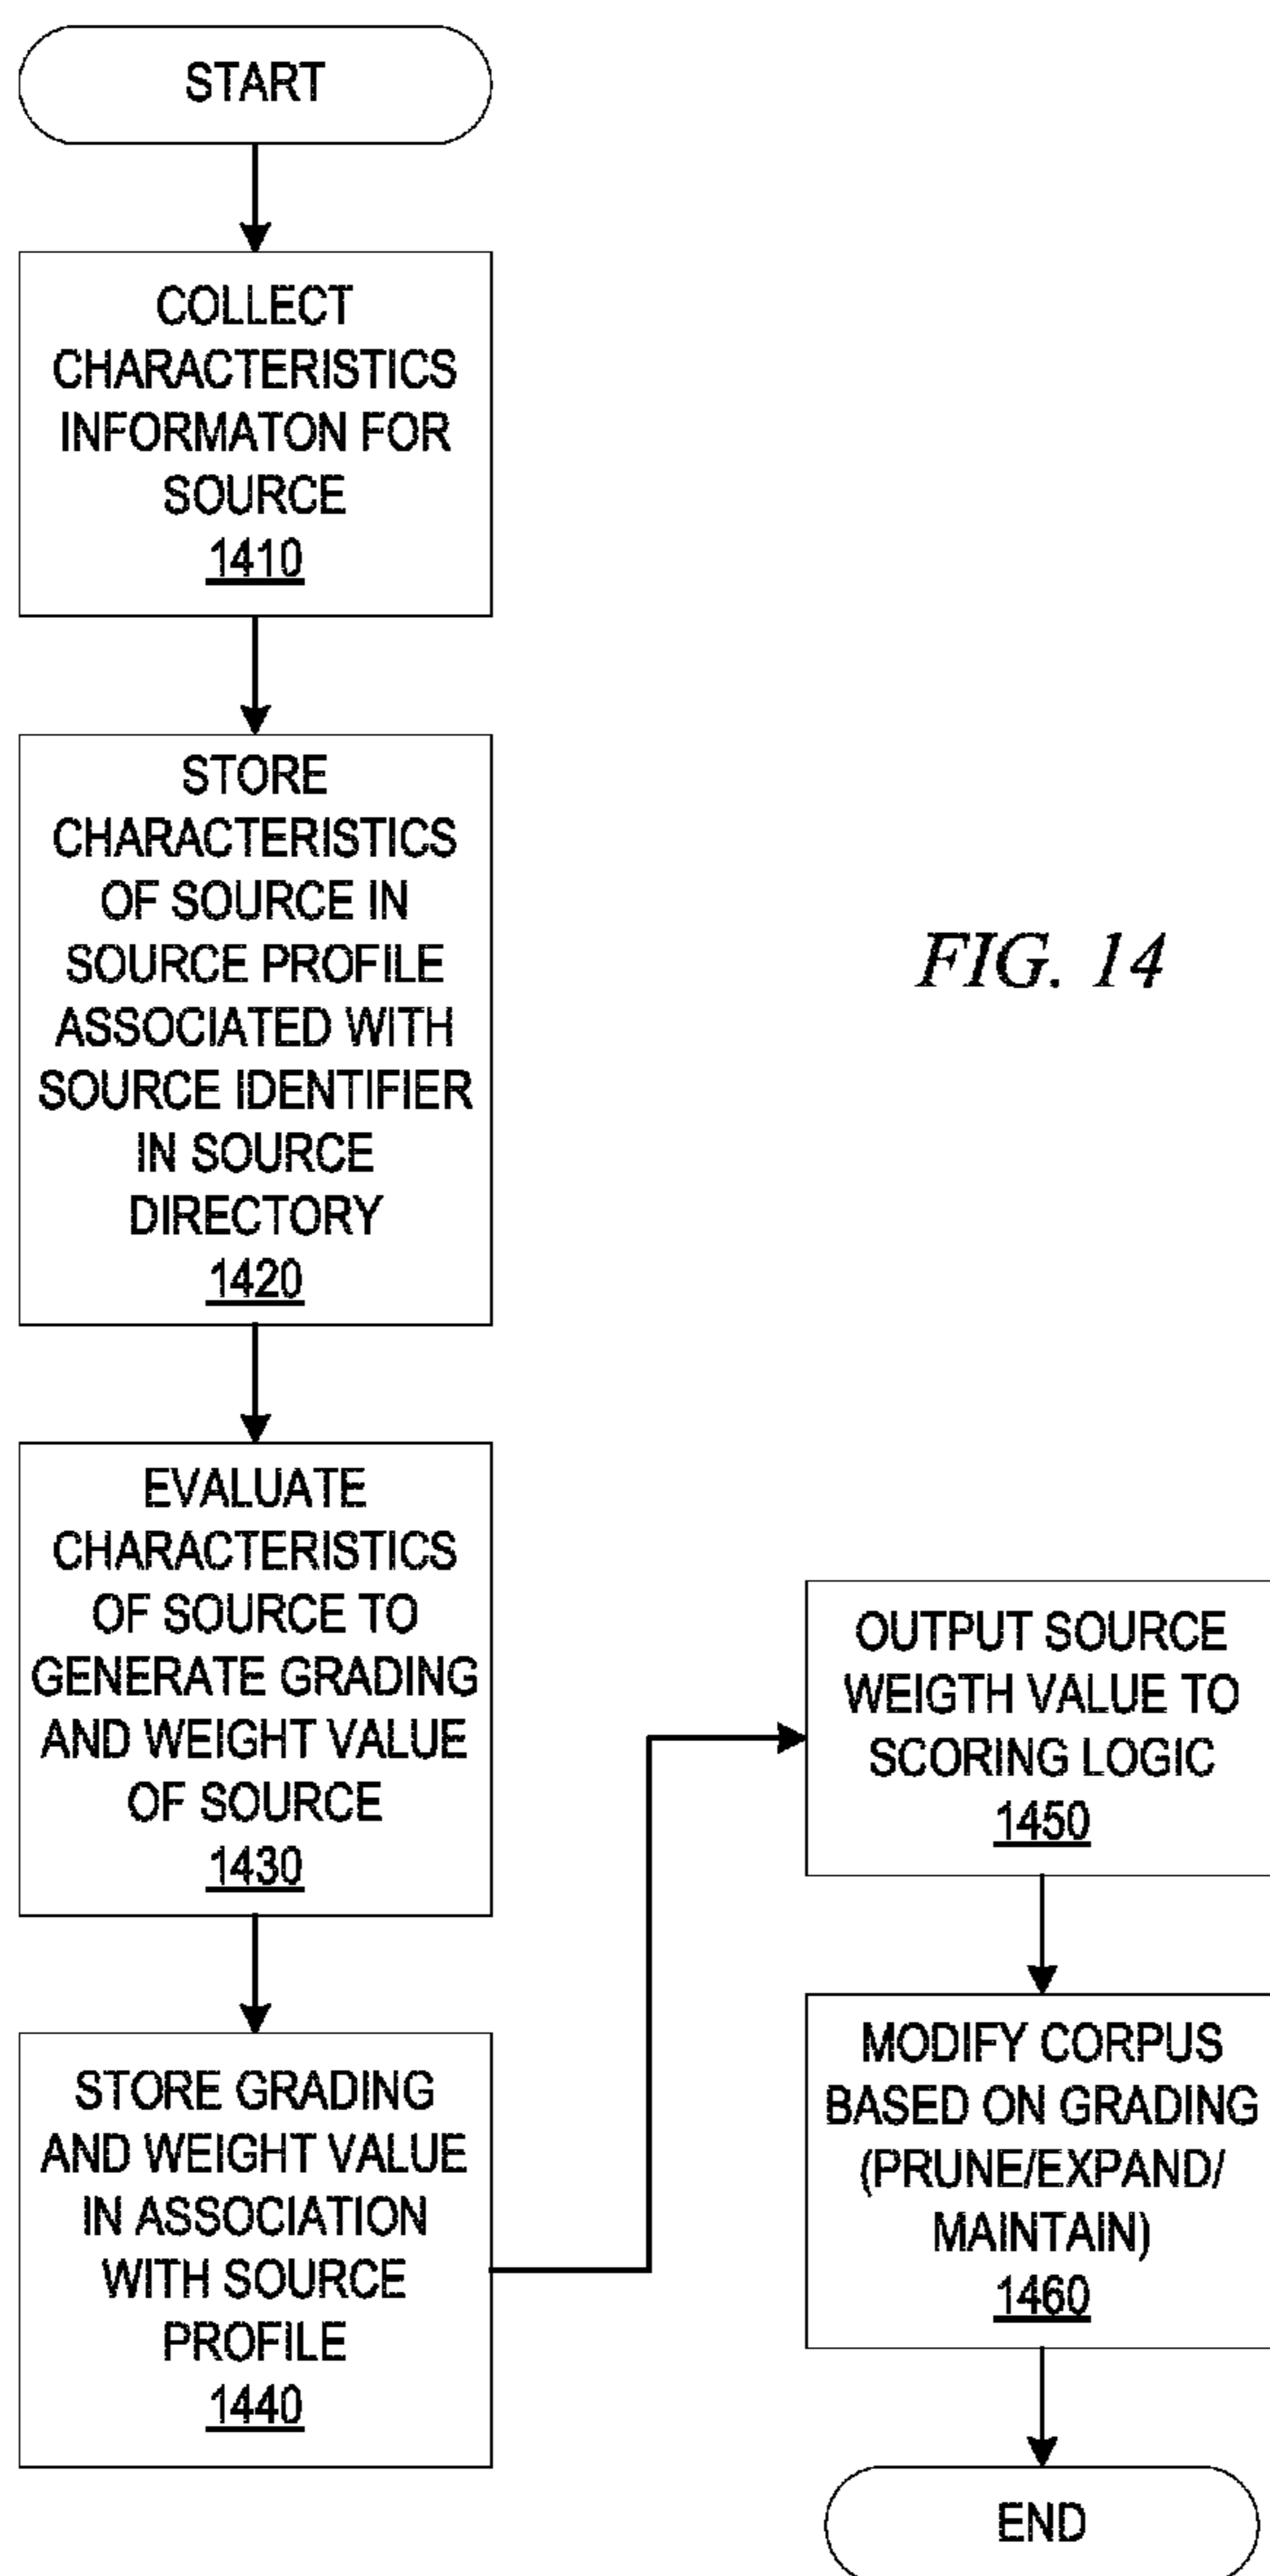 START
COLLECT
CHARACTERISTICS
INFORMATON FOR
SOURCE
1410
STORE
CHARACTERISTICS
OF SOURCE IN
SOURCE PROFILE
ASSOCIATED WITH
SOURCE IDENTIFIER
IN SOURCE
DIRECTORY
1420
EVALUATE
CHARACTERISTICS
OF SOURCE TO
GENERATE GRADING
AND WEIGHT VALUE
OF SOURCE
1430
STORE GRADING
AND WEIGHT VALUE
IN ASSOCIATION
WITH SOURCE
PROFILE
1440
OUTPUT SOURCE
WEIGTH VALUE TO
SCORING LOGIC
1450
MODIFY CORPUS
BASED ON GRADING
(PRUNE/EXPAND/
MAINTAIN)
1460
END
FIG. 14